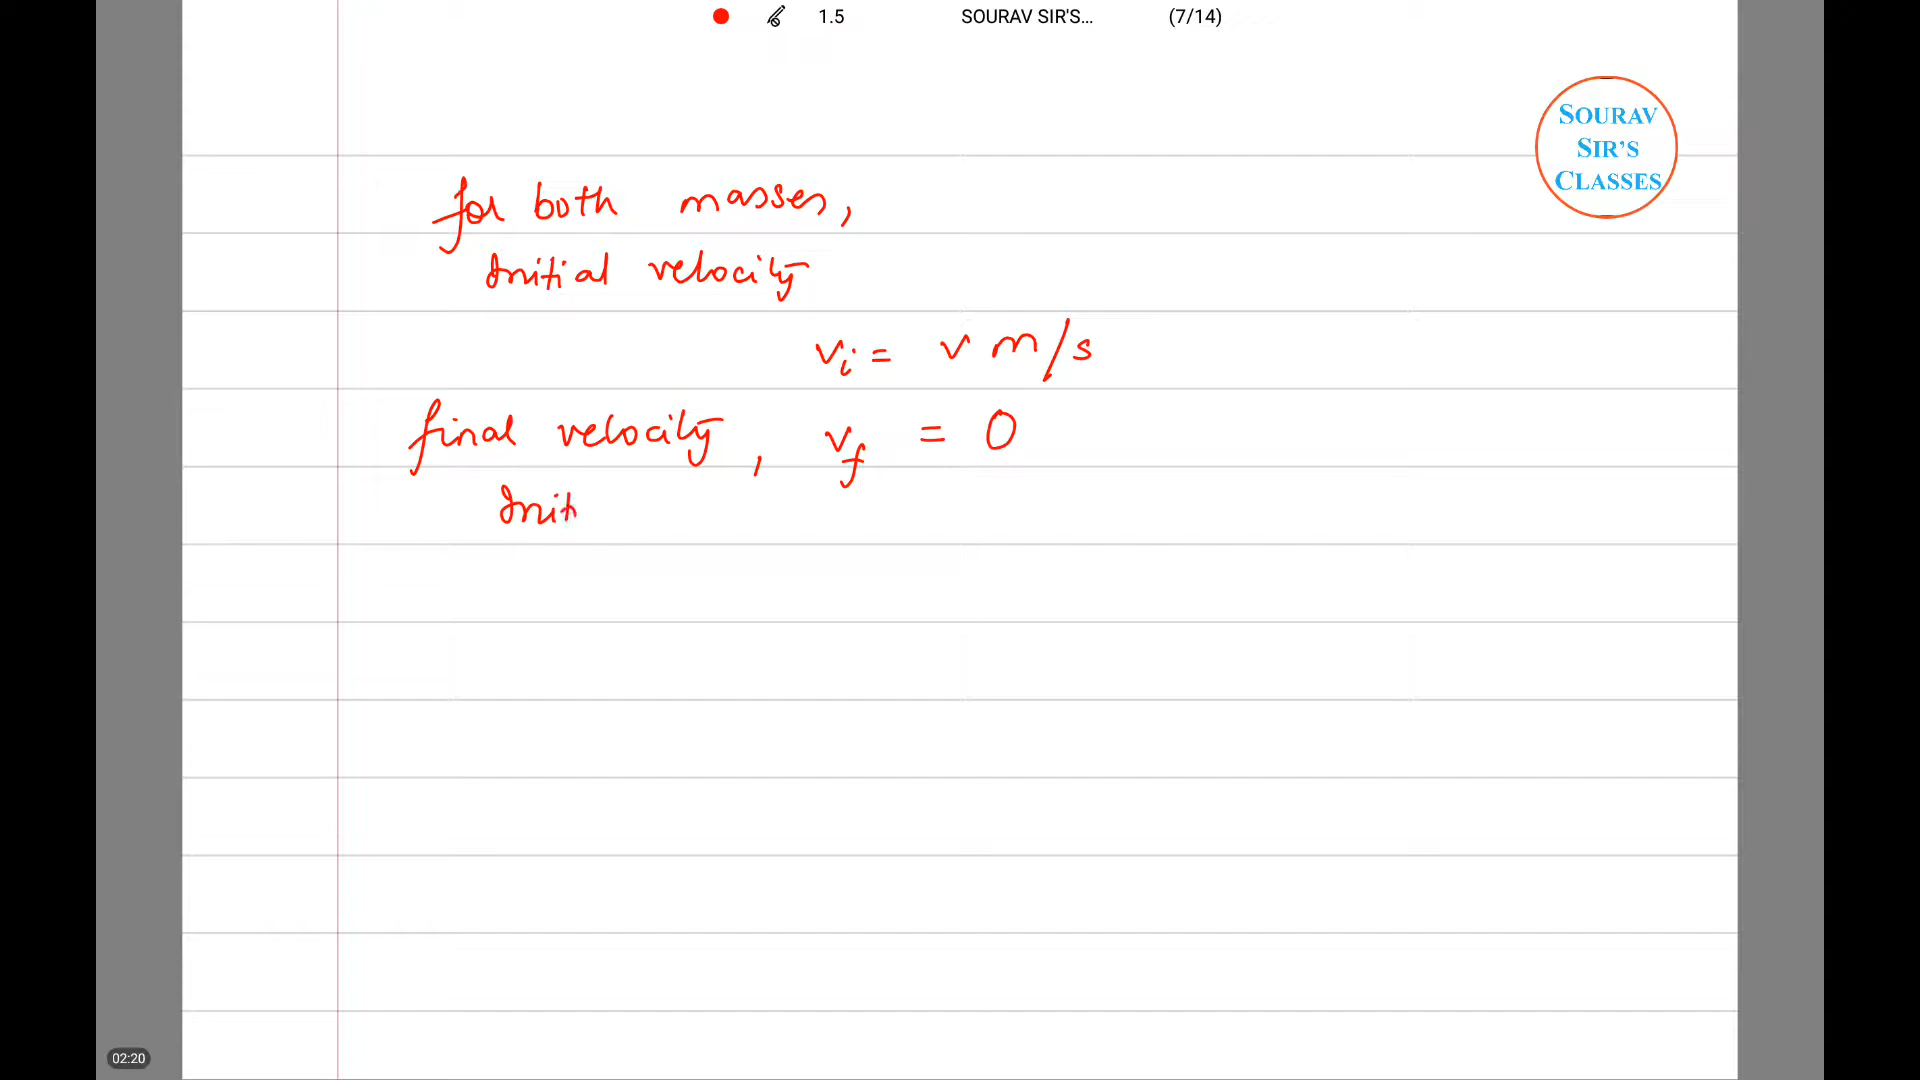 1.5 SOURAV SIR'S... (7/14)
SOURAV
SIR'S
CLASSES
for both masses,
Initial velocity
vi = v m/s
final velocity, vf = 0
Init
02:20